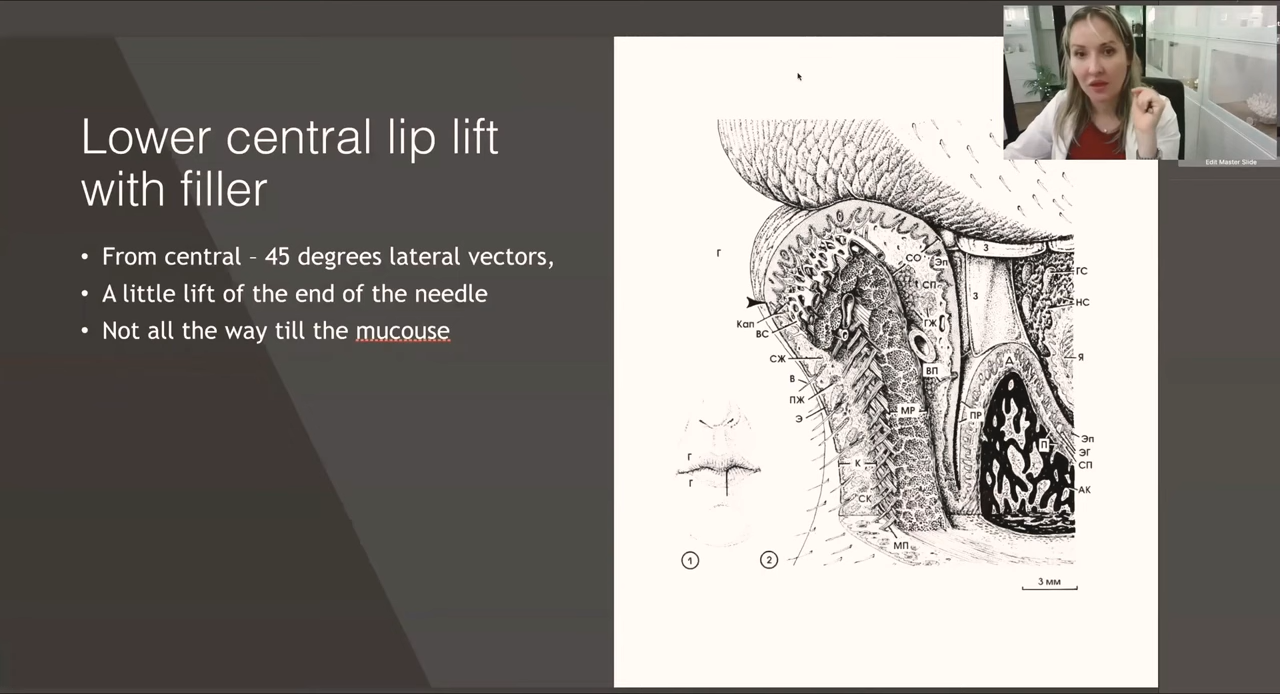 Lower central lip lift
with filler
• From central – 45 degrees lateral vectors,
• A little lift of the end of the needle
• Not all the way till the mucouse
Edit Master Slide
З
Г
СО
Эп
ГС
СП
З
НС
Кап
ВС
ГЖ
СЖ
Д
Я
ВП
В
ПЖ
МР
ПР
Э
Эп
П
ЭГ
Г
К
СП
Г
СК
АК
МП
1
2
3 мм